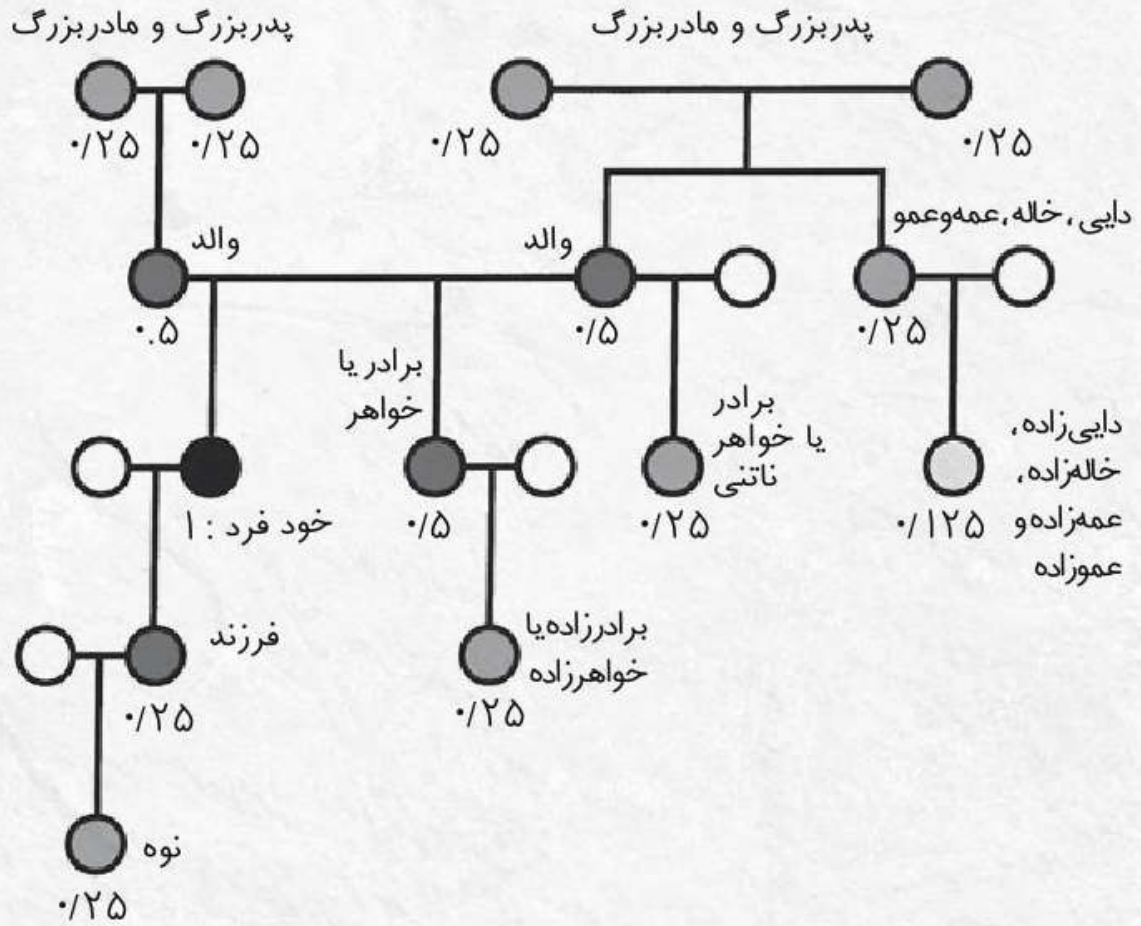 پدربزرگ و مادربزرگ
پدربزرگ و مادربزرگ
۰/۲۵
۰/۲۵
۰/۲۵
۰/۲۵
والد
والد
دایی، خاله، عمه‌وعمو
۰.۵
۰/۵
۰/۲۵
برادر یا
خواهر
برادر
یا خواهر
ناتنی
دایی‌زاده،
خاله‌زاده،
عمه‌زاده و
عموزاده
خود فرد : ۱
۰/۵
۰/۲۵
۰/۱۲۵
فرزند
برادرزاده یا
خواهرزاده
۰/۲۵
۰/۲۵
نوه
۰/۲۵